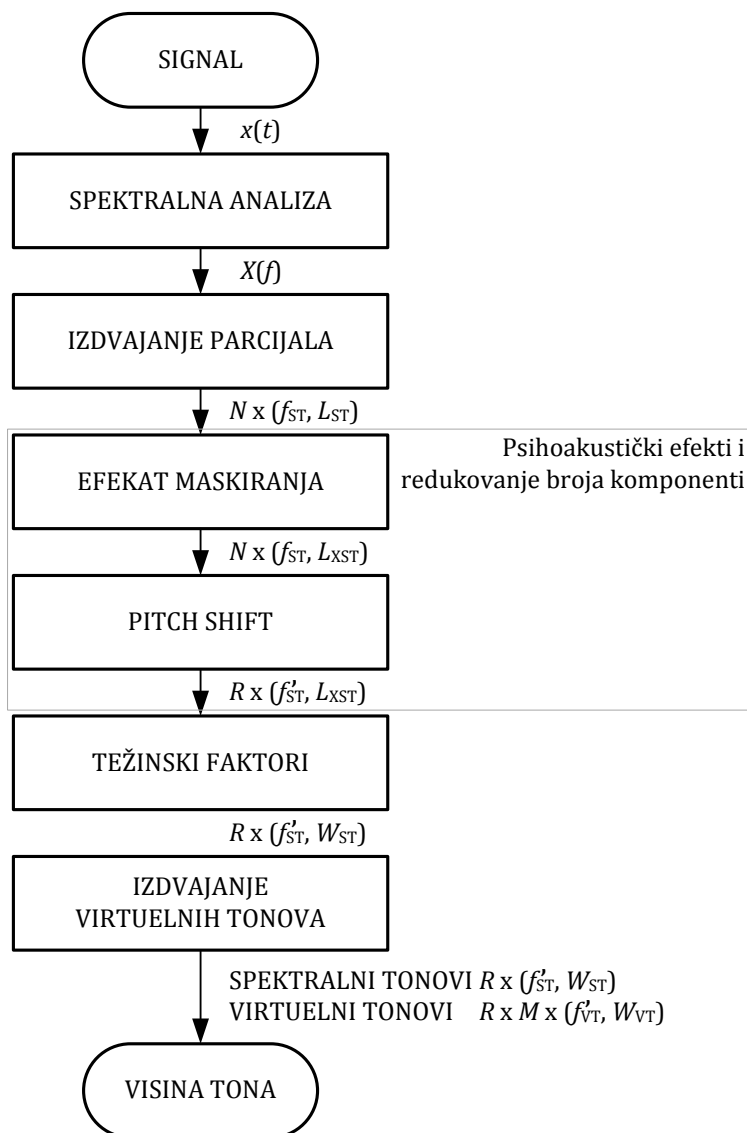 SIGNAL
x(t)
SPEKTRALNA ANALIZA
X(f)
IZDVAJANJE PARCIJALA
N x (fST, LST)
Psihoakustički efekti i
redukovanje broja komponenti
EFEKAT MASKIRANJA
N x (fST, LXST)
PITCH SHIFT
R x (f'ST, LXST)
TEŽINSKI FAKTORI
R x (f'ST, WST)
IZDVAJANJE
VIRTUELNIH TONOVA
SPEKTRALNI TONOVI R x (f'ST, WST)
VIRTUELNI TONOVI R x M x (f'VT, WVT)
VISINA TONA